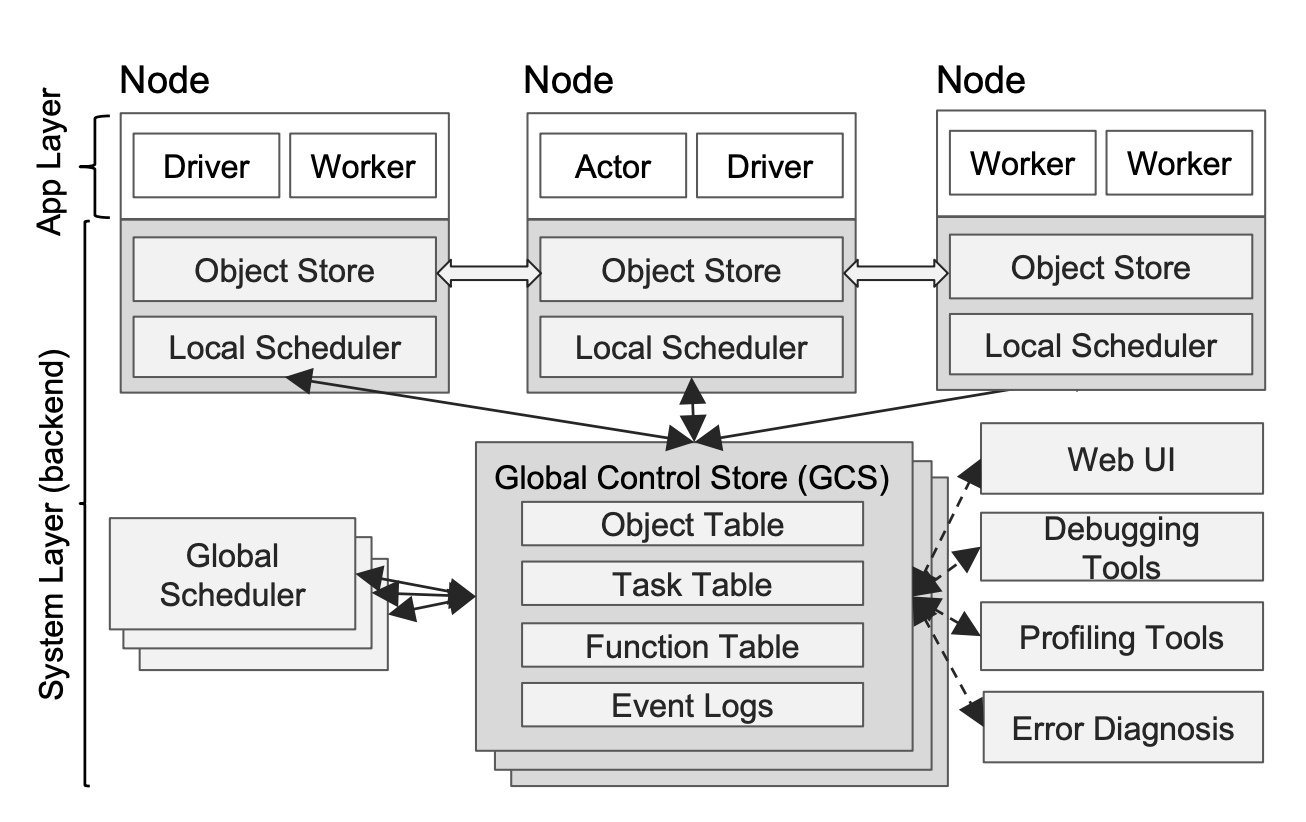 Node
Node
Node
App Layer
Driver
Worker
Actor
Driver
Worker
Worker
System Layer (backend)
Object Store
Object Store
Object Store
Local Scheduler
Local Scheduler
Local Scheduler
Global
Scheduler
Global Control Store (GCS)
Object Table
Task Table
Function Table
Event Logs
Web UI
Debugging
Tools
Profiling Tools
Error Diagnosis